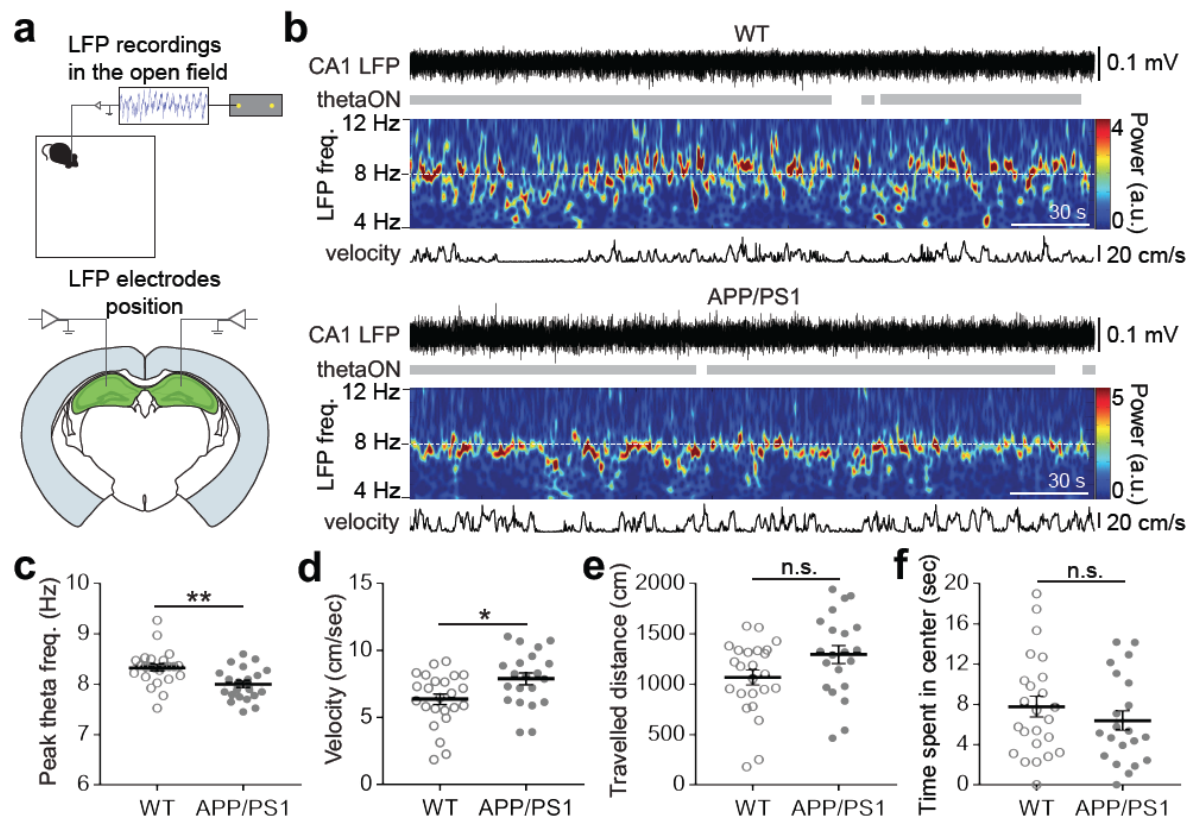 a
LFP recordings
in the open field
LFP electrodes
position
b
WT
CA1 LFP
0.1 mV
thetaON
12 Hz
8 Hz
4 Hz
LFP freq.
30 s
4
0
Power (a.u.)
velocity
20 cm/s
APP/PS1
CA1 LFP
0.1 mV
thetaON
12 Hz
8 Hz
4 Hz
LFP freq.
30 s
5
0
Power (a.u.)
velocity
20 cm/s
c
Peak theta freq. (Hz)
10
9
8
7
6
**
WT APP/PS1
d
Velocity (cm/sec)
15
10
5
0
*
WT APP/PS1
e
Travelled distance (cm)
2000
1500
1000
500
0
n.s.
WT APP/PS1
f
Time spent in center (sec)
20
16
12
8
4
0
n.s.
WT APP/PS1